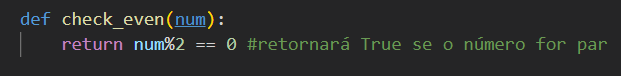 def check_even(num):
    return num%2 == 0 #retornará True se o número for par